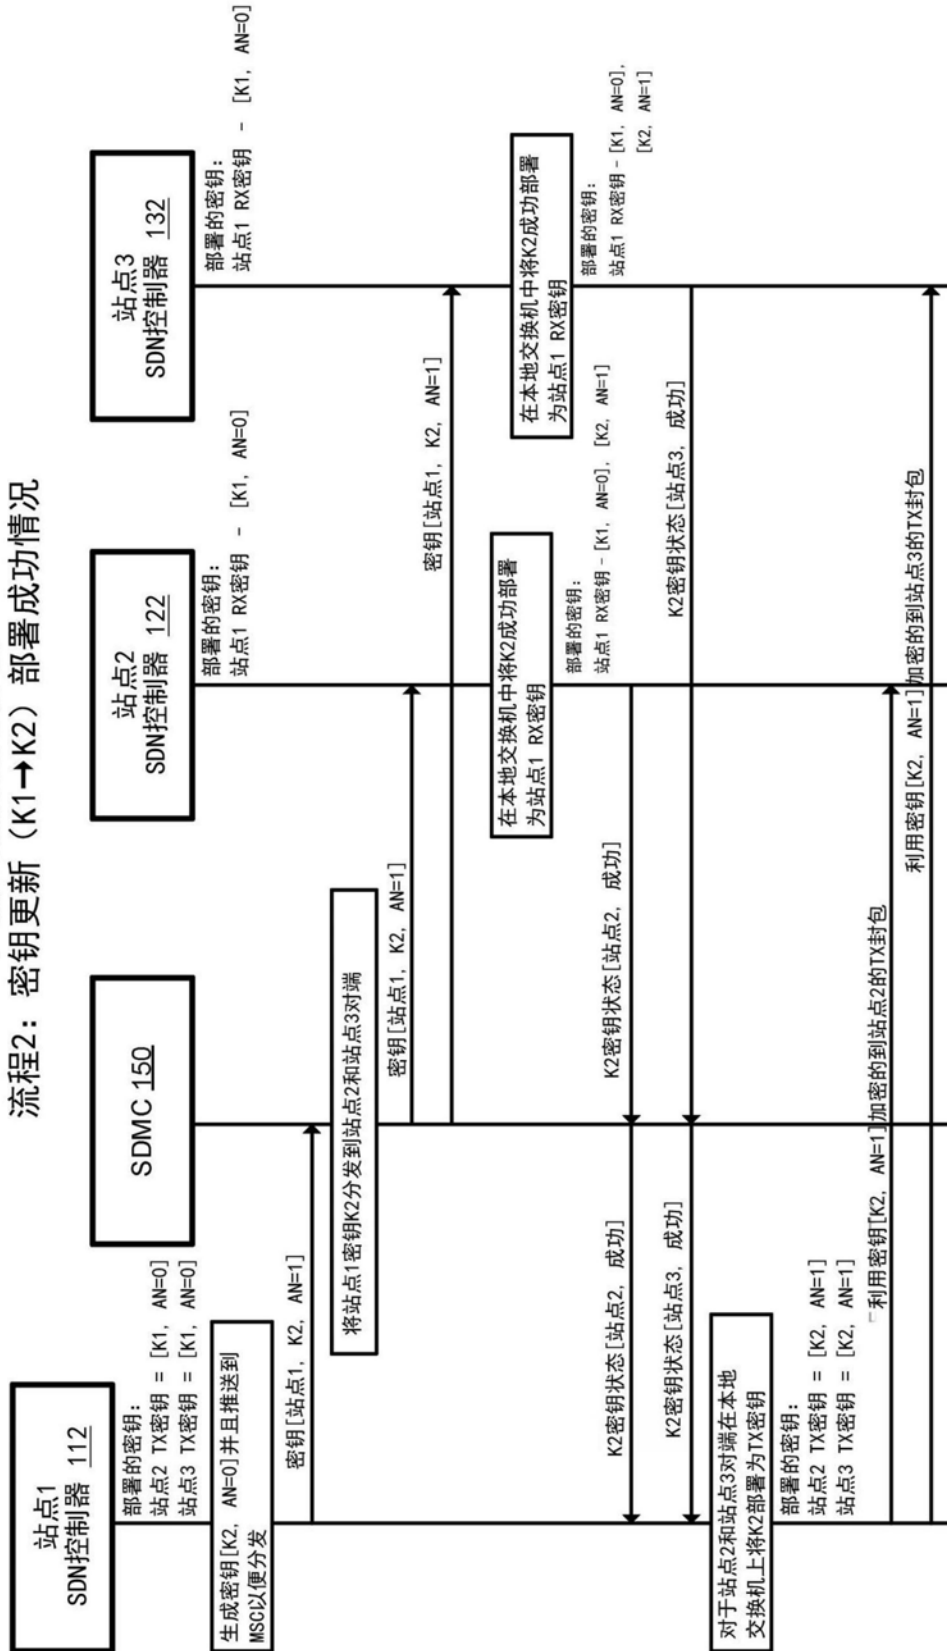 流程2：密钥更新（K1→K2）部署成功情况
站点1
SDN控制器 112
SDMC 150
站点2
SDN控制器 122
站点3
SDN控制器 132
部署的密钥：
站点2 TX密钥 = [K1, AN=0]
站点3 TX密钥 = [K1, AN=0]
部署的密钥：
站点1 RX密钥 - [K1, AN=0]
部署的密钥：
站点1 RX密钥 - [K1, AN=0]
生成密钥[K2, AN=0]并且推送到
MSC以便分发
密钥[站点1, K2, AN=1]
将站点1密钥K2分发到站点2和站点3对端
密钥[站点1, K2, AN=1]
密钥[站点1, K2, AN=1]
在本地交换机中将K2成功部署
为站点1 RX密钥
在本地交换机中将K2成功部署
为站点1 RX密钥
部署的密钥：
站点1 RX密钥-[K1, AN=0], [K2, AN=1]
部署的密钥：
站点1 RX密钥-[K1, AN=0],
[K2, AN=1]
K2密钥状态[站点2, 成功]
K2密钥状态[站点2, 成功]
K2密钥状态[站点3, 成功]
K2密钥状态[站点3, 成功]
对于站点2和站点3对端在本地
交换机上将K2部署为TX密钥
部署的密钥：
站点2 TX密钥 = [K2, AN=1]
站点3 TX密钥 = [K2, AN=1]
利用密钥[K2, AN=1]加密的到站点2的TX封包
利用密钥[K2, AN=1]加密的到站点3的TX封包